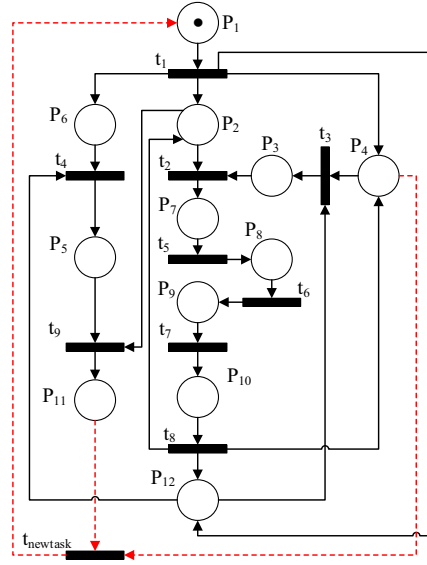 P₁
t₁
P₆
P₂
t₃
t₄
t₂
P₃
P₄
P₇
P₅
t₅
P₈
P₉
t₆
t₉
t₇
P₁₁
P₁₀
t₈
P₁₂
tₙₑwₜₐₛₖ